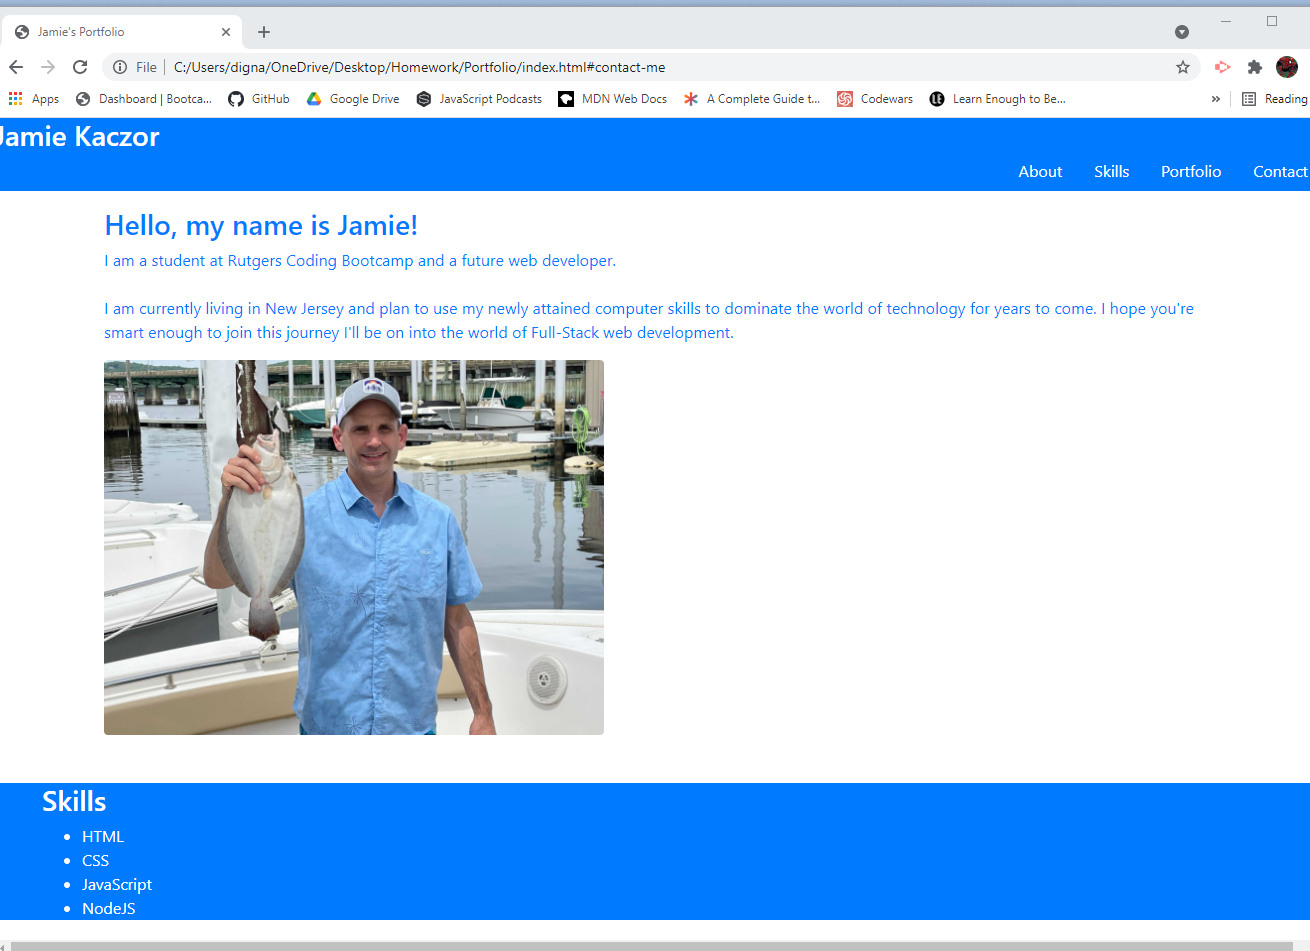 Jamie's Portfolio
File C:/Users/digna/OneDrive/Desktop/Homework/Portfolio/index.html#contact-me
Apps Dashboard | Bootca... GitHub Google Drive JavaScript Podcasts MDN Web Docs A Complete Guide t... Codewars Learn Enough to Be... » Reading
Jamie Kaczor
About Skills Portfolio Contact
Hello, my name is Jamie!
I am a student at Rutgers Coding Bootcamp and a future web developer.
I am currently living in New Jersey and plan to use my newly attained computer skills to dominate the world of technology for years to come. I hope you're
smart enough to join this journey I'll be on into the world of Full-Stack web development.
Skills
• HTML
• CSS
• JavaScript
• NodeJS